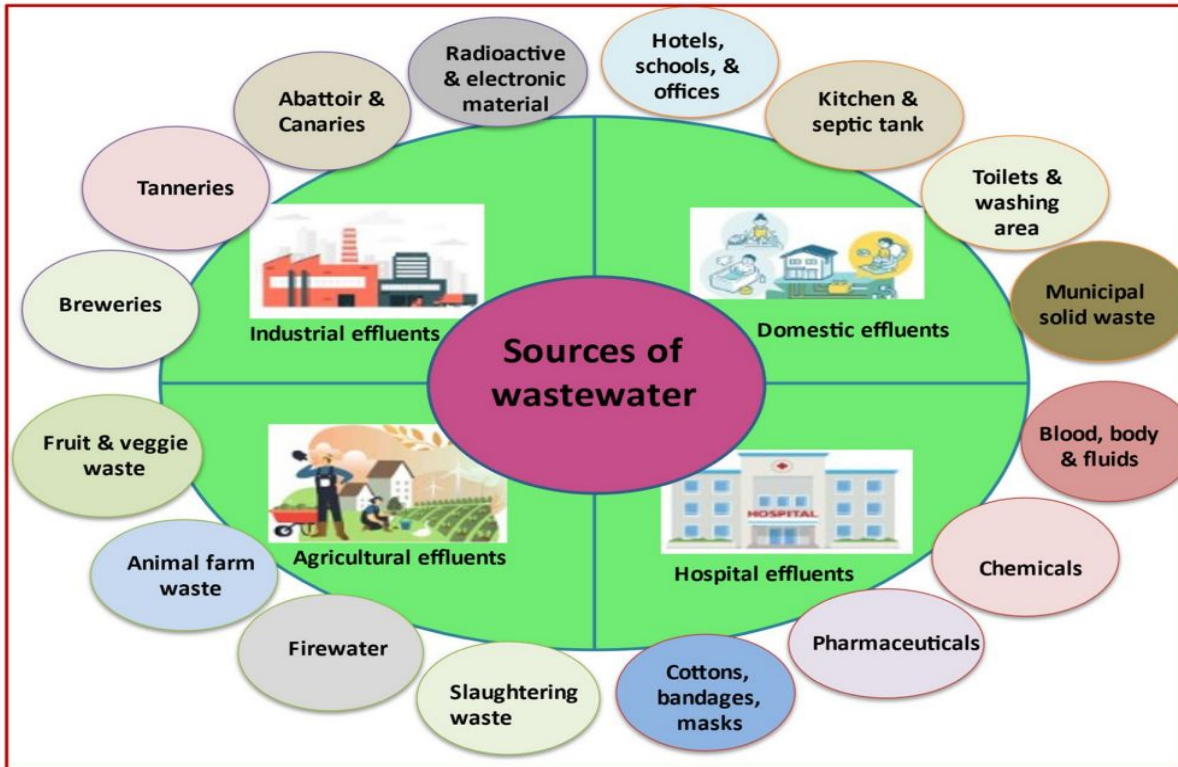 Radioactive
& electronic
material
Hotels,
schools, &
offices
Abattoir &
Canaries
Kitchen &
septic tank
Tanneries
Toilets &
washing
area
Breweries
Municipal
solid waste
Industrial effluents
Domestic effluents
Sources of
wastewater
Fruit & veggie
waste
Blood, body
& fluids
HOSPITAL
Agricultural effluents
Hospital effluents
Animal farm
waste
Chemicals
Firewater
Pharmaceuticals
Slaughtering
waste
Cottons,
bandages,
masks